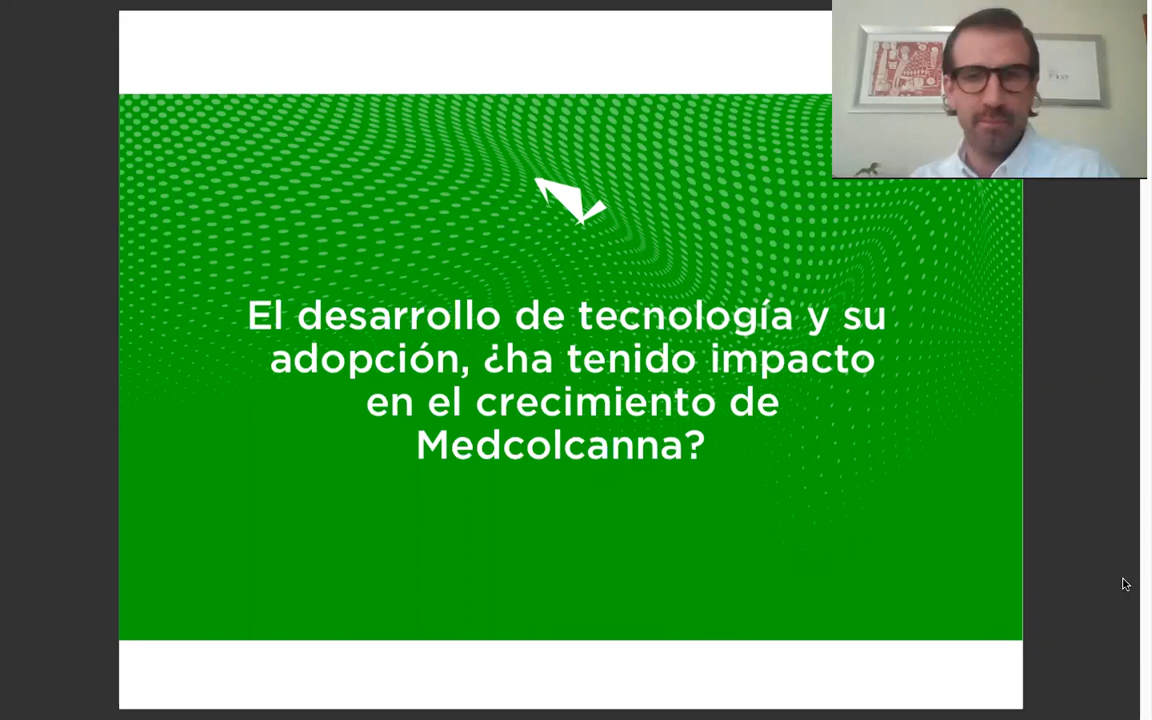 El desarrollo de tecnología y su
adopción, ¿ha tenido impacto
en el crecimiento de
Medcolcanna?